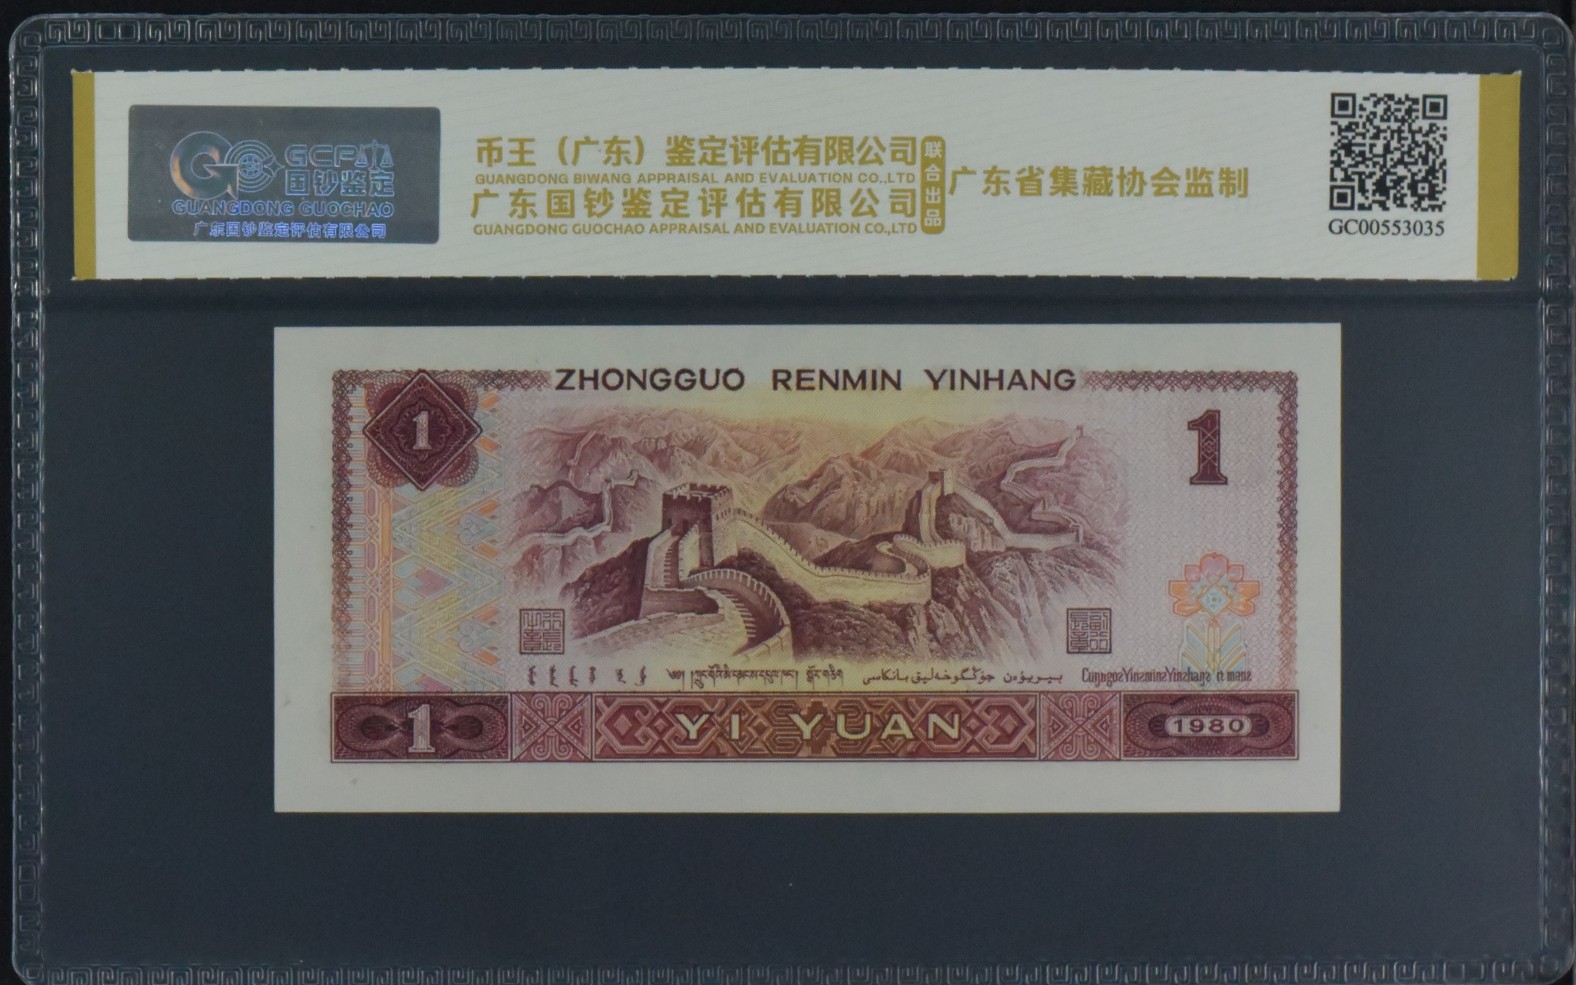 GCP
国钞鉴定
GUANGDONG GUOCHAO
广东国钞鉴定评估有限公司
币王（广东）鉴定评估有限公司
GUANGDONG BIWANG APPRAISAL AND EVALUATION CO.,LTD
广东国钞鉴定评估有限公司
GUANGDONG GUOCHAO APPRAISAL AND EVALUATION CO.,LTD
联合出品
广东省集藏协会监制
GC00553035
ZHONGGUO RENMIN YINHANG
1
1
1
YI YUAN
1980